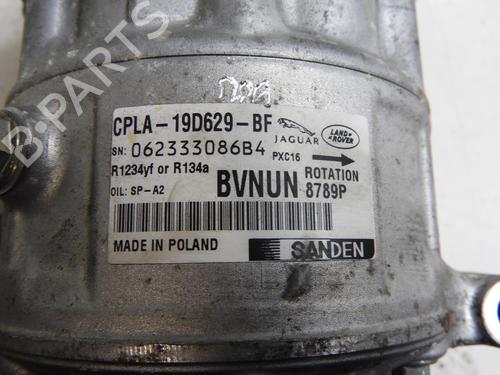 CPLA-19D629-BF
JAGUAR
LAND ROVER
SN: 062333086B4
PXC16
R1234yf or R134a
BVNUN
ROTATION
OIL: SP-A2
8789P
MADE IN POLAND
SANDEN